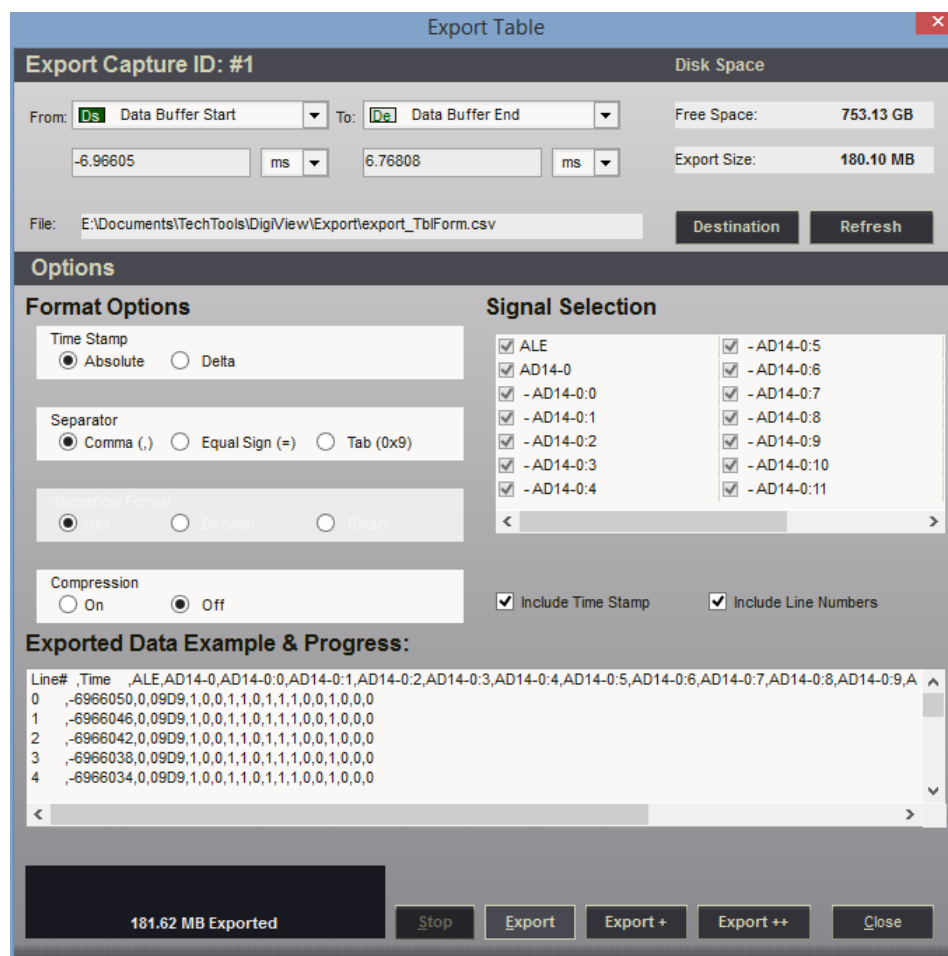 Export Table
Export Capture ID: #1
Disk Space
From: Ds Data Buffer Start To: De Data Buffer End
Free Space: 753.13 GB
-6.96605 ms 6.76808 ms
Export Size: 180.10 MB
File: E:\Documents\TechTools\DigiView\Export\export_TblForm.csv
Destination Refresh
Options
Format Options
Time Stamp
Absolute Delta
Separator
Comma (,) Equal Sign (=) Tab (0x9)
Numerical Format
Hex Decimal Binary
Compression
On Off
Signal Selection
ALE - AD14-0:5
AD14-0 - AD14-0:6
- AD14-0:0 - AD14-0:7
- AD14-0:1 - AD14-0:8
- AD14-0:2 - AD14-0:9
- AD14-0:3 - AD14-0:10
- AD14-0:4 - AD14-0:11
Include Time Stamp Include Line Numbers
Exported Data Example & Progress:
Line# ,Time ,ALE,AD14-0,AD14-0:0,AD14-0:1,AD14-0:2,AD14-0:3,AD14-0:4,AD14-0:5,AD14-0:6,AD14-0:7,AD14-0:8,AD14-0:9,A
0 ,-6966050,0,09D9,1,0,0,1,1,0,1,1,1,0,0,1,0,0,0
1 ,-6966046,0,09D9,1,0,0,1,1,0,1,1,1,0,0,1,0,0,0
2 ,-6966042,0,09D9,1,0,0,1,1,0,1,1,1,0,0,1,0,0,0
3 ,-6966038,0,09D9,1,0,0,1,1,0,1,1,1,0,0,1,0,0,0
4 ,-6966034,0,09D9,1,0,0,1,1,0,1,1,1,0,0,1,0,0,0
181.62 MB Exported
Stop Export Export + Export ++ Close